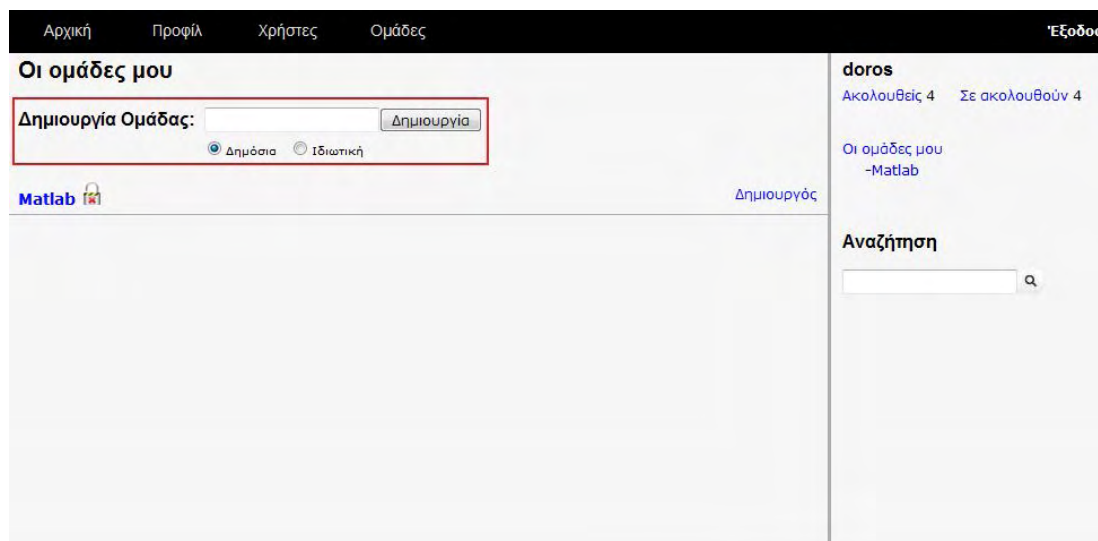 Αρχική Προφίλ Χρήστες Ομάδες Έξοδος
Οι ομάδες μου
Δημιουργία Ομάδας: Δημιουργία
Δημόσια Ιδιωτική
Matlab Δημιουργός
doros
Ακολουθείς 4 Σε ακολουθούν 4
Οι ομάδες μου
-Matlab
Αναζήτηση